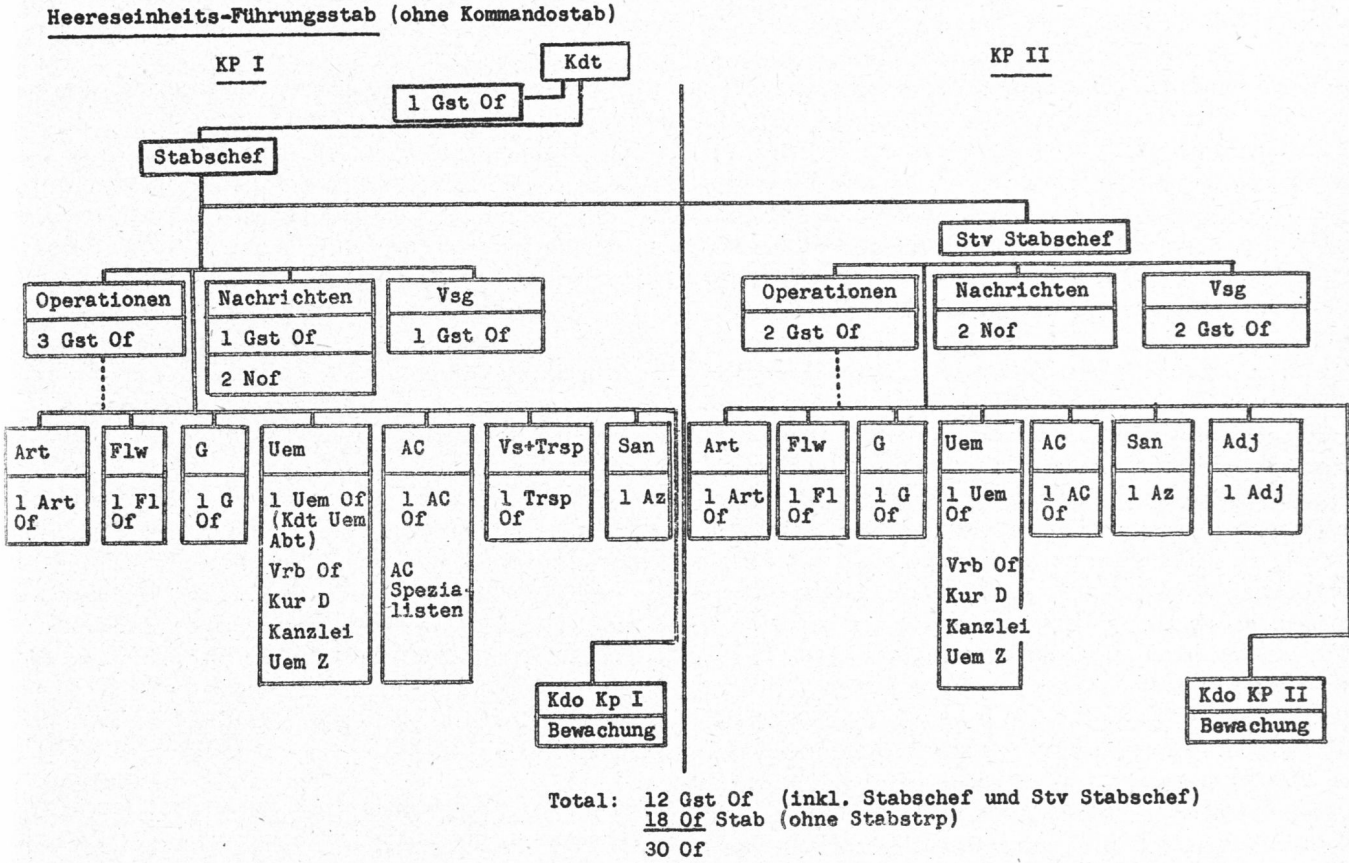 Heereseinheits-Führungsstab (ohne Kommandostab)
KP I
Kdt
KP II
1 Gst Of
Stabschef
Stv Stabschef
Operationen
3 Gst Of
Nachrichten
1 Gst Of
2 Nof
Vsg
1 Gst Of
Operationen
2 Gst Of
Nachrichten
2 Nof
Vsg
2 Gst Of
Art
1 Art
Of
Flw
1 Fl
Of
G
1 G
Of
Uem
1 Uem Of
(Kdt Uem
Abt)
Vrb Of
Kur D
Kanzlei
Uem Z
AC
1 AC
Of
AC
Spezia-
listen
Vs+Trsp
1 Trsp
Of
San
1 Az
Art
1 Art
Of
Flw
1 Fl
Of
G
1 G
Of
Uem
1 Uem
Of
Vrb Of
Kur D
Kanzlei
Uem Z
AC
1 AC
Of
San
1 Az
Adj
1 Adj
Kdo Kp I
Bewachung
Kdo KP II
Bewachung
Total: 12 Gst Of (inkl. Stabschef und Stv Stabschef)
18 Of Stab (ohne Stabstrp)
30 Of